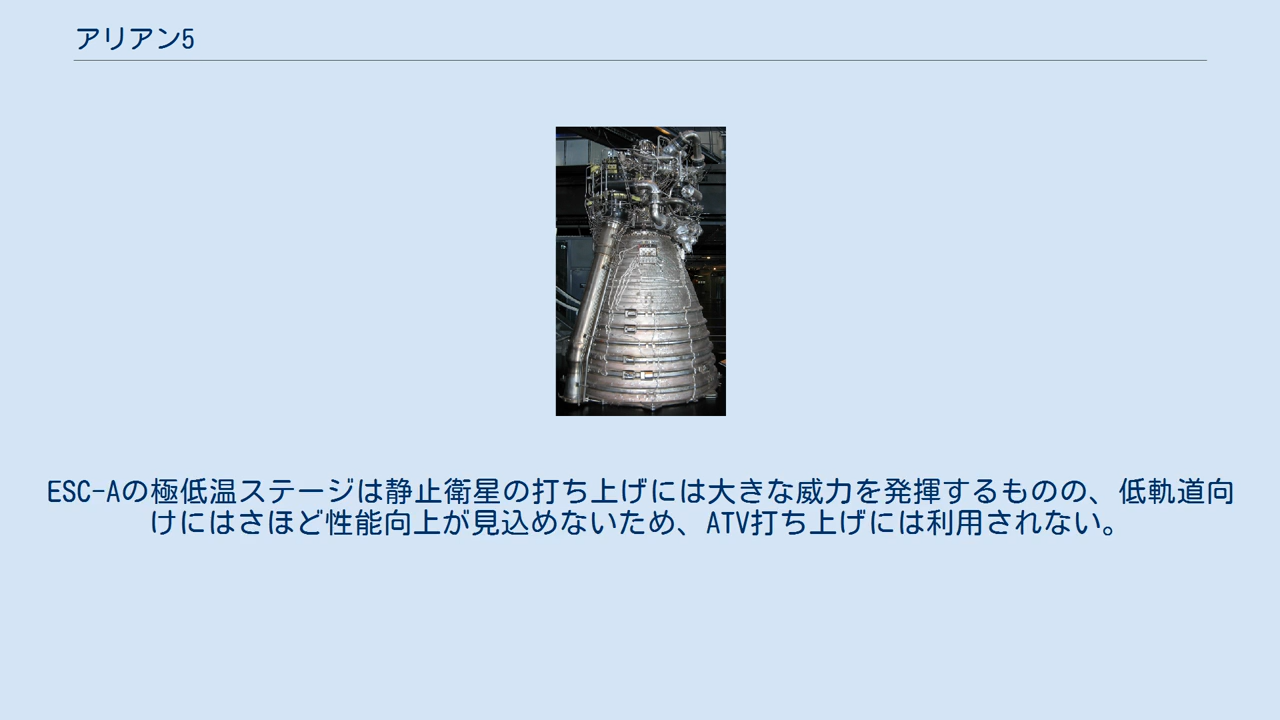 アリアン5
ESC-Aの極低温ステージは静止衛星の打ち上げには大きな威力を発揮するものの、低軌道向
けにはさほど性能向上が見込めないため、ATV打ち上げには利用されない。